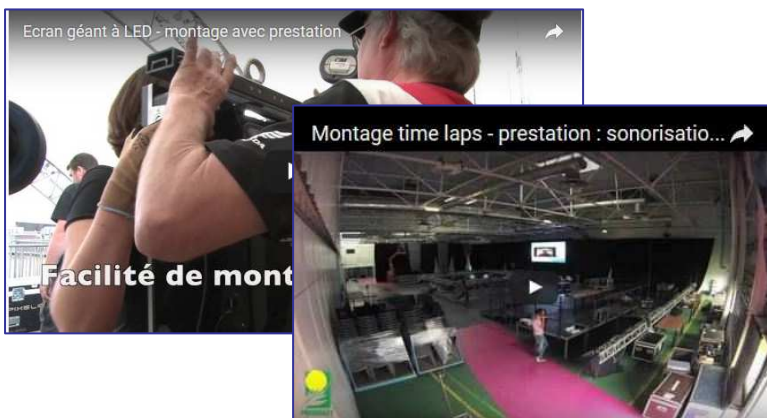 Ecran géant à LED - montage avec prestation
Facilité de mont
Montage time laps - prestation : sonorisatio...